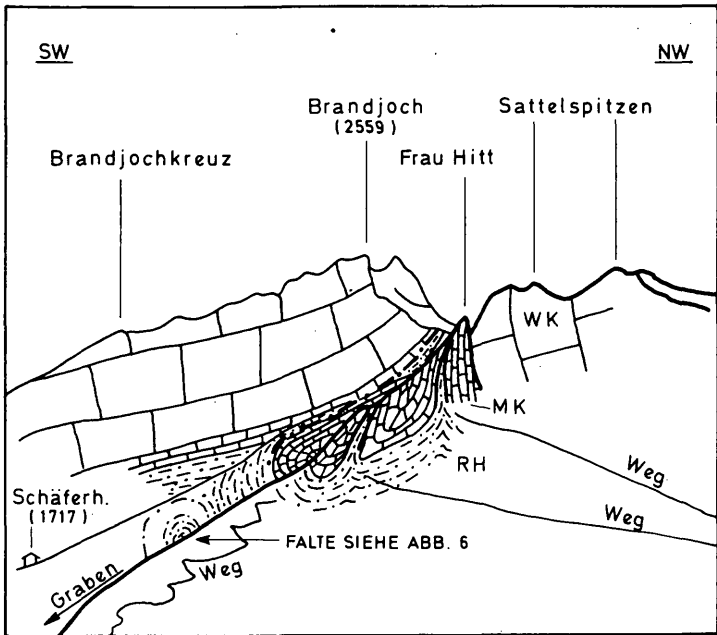 SW
NW
Brandjoch
(2559)
Sattelspitzen
Brandjochkreuz
Frau Hitt
WK
MK
RH
Weg
Weg
Schäferh.
(1717)
FALTE SIEHE ABB. 6
Weg
Graben